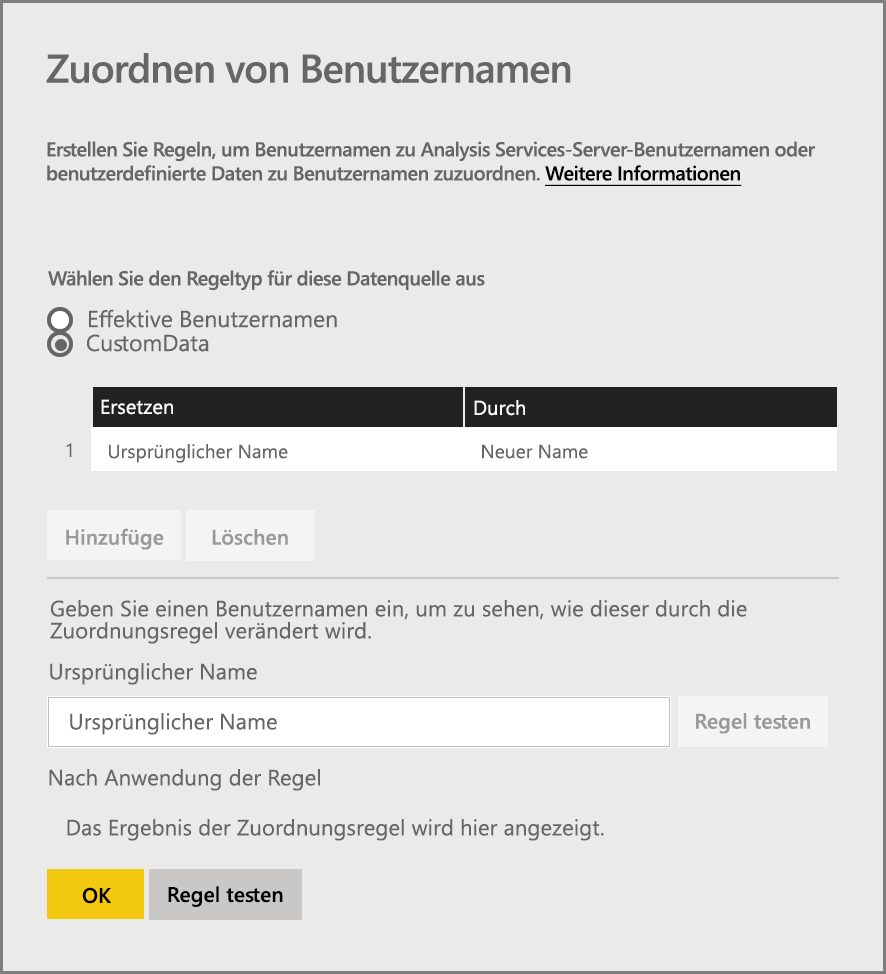 Zuordnen von Benutzernamen
Erstellen Sie Regeln, um Benutzernamen zu Analysis Services-Server-Benutzernamen oder
benutzerdefinierte Daten zu Benutzernamen zuzuordnen. Weitere Informationen
Wählen Sie den Regeltyp für diese Datenquelle aus
Effektive Benutzernamen
CustomData
Ersetzen Durch
1 Ursprünglicher Name Neuer Name
Hinzufüge Löschen
Geben Sie einen Benutzernamen ein, um zu sehen, wie dieser durch die
Zuordnungsregel verändert wird.
Ursprünglicher Name
Ursprünglicher Name Regel testen
Nach Anwendung der Regel
Das Ergebnis der Zuordnungsregel wird hier angezeigt.
OK Regel testen